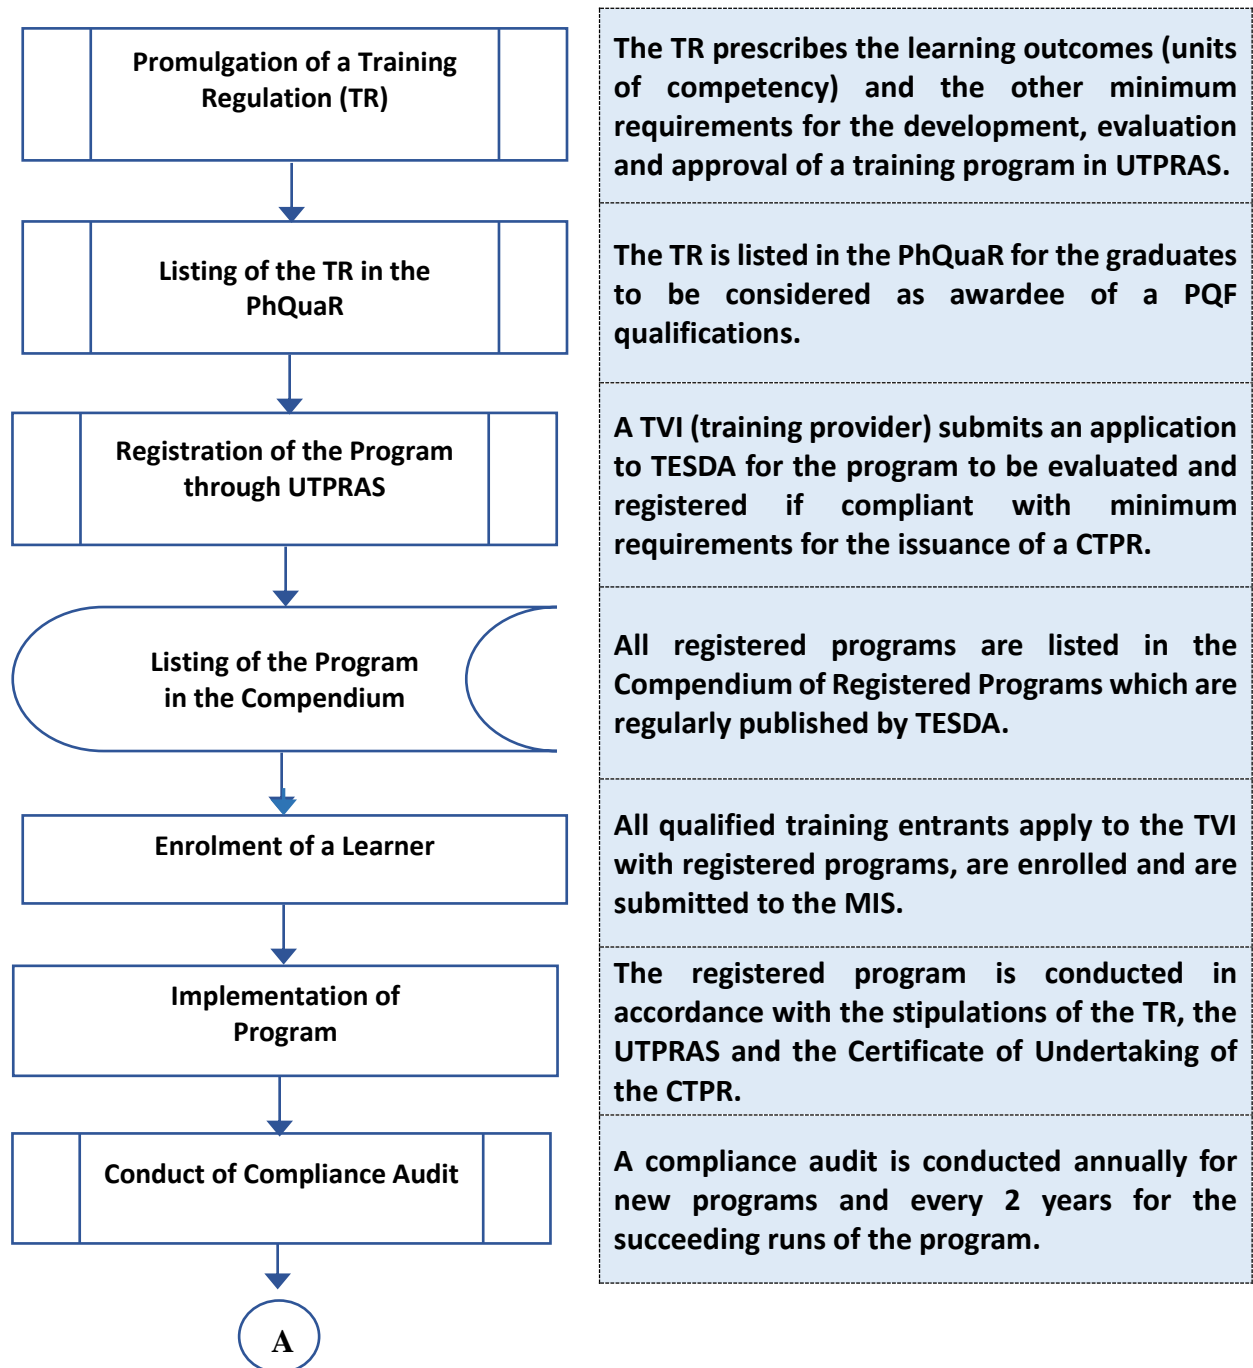 Promulgation of a Training
Regulation (TR)
The TR prescribes the learning outcomes (units
of competency) and the other minimum
requirements for the development, evaluation
and approval of a training program in UTPRAS.
Listing of the TR in the
PhQuaR
The TR is listed in the PhQuaR for the graduates
to be considered as awardee of a PQF
qualifications.
Registration of the Program
through UTPRAS
A TVI (training provider) submits an application
to TESDA for the program to be evaluated and
registered if compliant with minimum
requirements for the issuance of a CTPR.
Listing of the Program
in the Compendium
All registered programs are listed in the
Compendium of Registered Programs which are
regularly published by TESDA.
Enrolment of a Learner
All qualified training entrants apply to the TVI
with registered programs, are enrolled and are
submitted to the MIS.
Implementation of
Program
The registered program is conducted in
accordance with the stipulations of the TR, the
UTPRAS and the Certificate of Undertaking of
the CTPR.
Conduct of Compliance Audit
A compliance audit is conducted annually for
new programs and every 2 years for the
succeeding runs of the program.
A